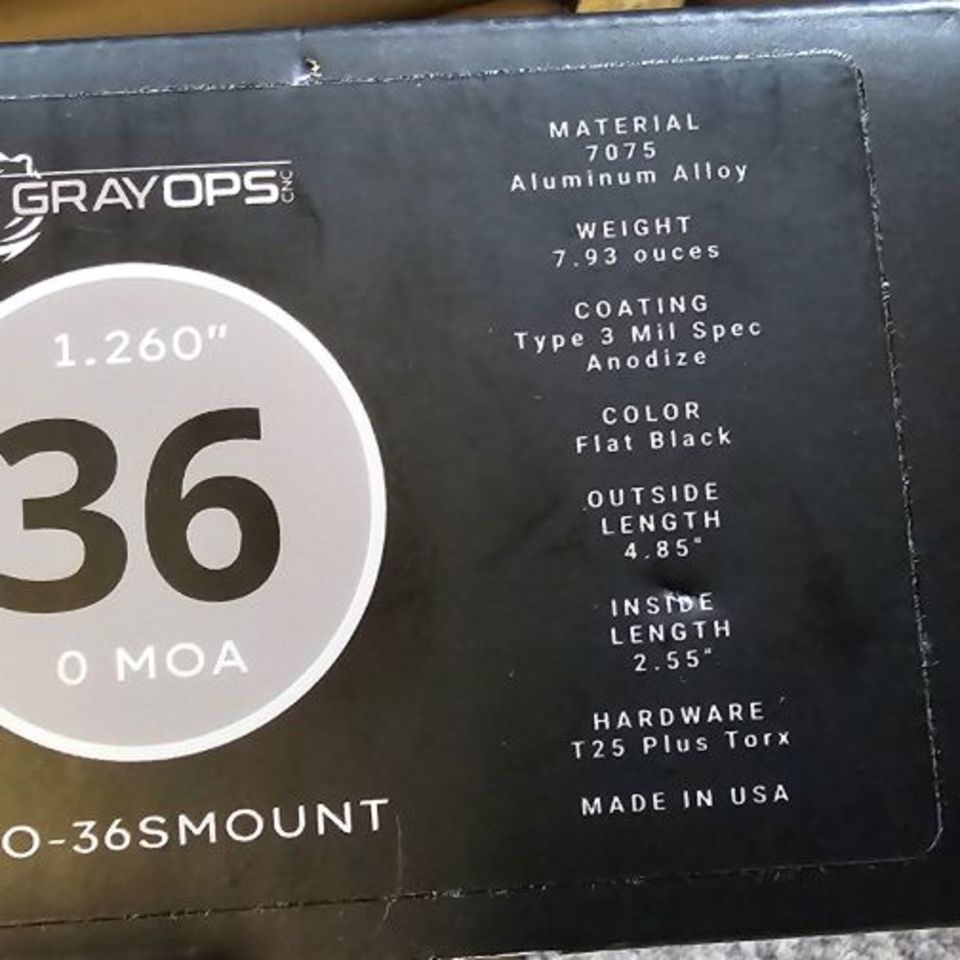 GRAYOPS CNC
1.260"
36
0 MOA
O-36SMOUNT
MATERIAL
7075
Aluminum Alloy
WEIGHT
7.93 ouces
COATING
Type 3 Mil Spec
Anodize
COLOR
Flat Black
OUTSIDE
LENGTH
4.85"
INSIDE
LENGTH
2.55"
HARDWARE
T25 Plus Torx
MADE IN USA